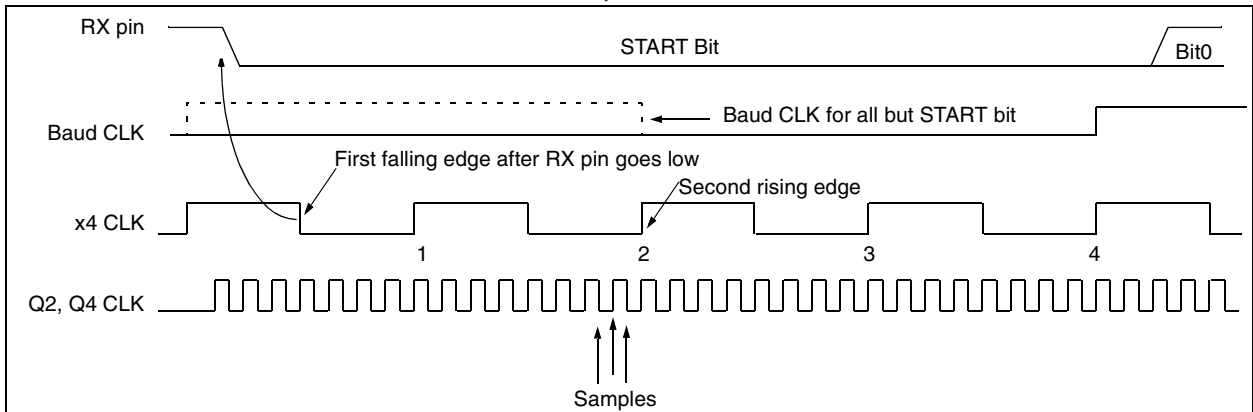 RX pin
START Bit
Bit0
Baud CLK for all but START bit
Baud CLK
First falling edge after RX pin goes low
Second rising edge
x4 CLK
1 2 3 4
Q2, Q4 CLK
Samples